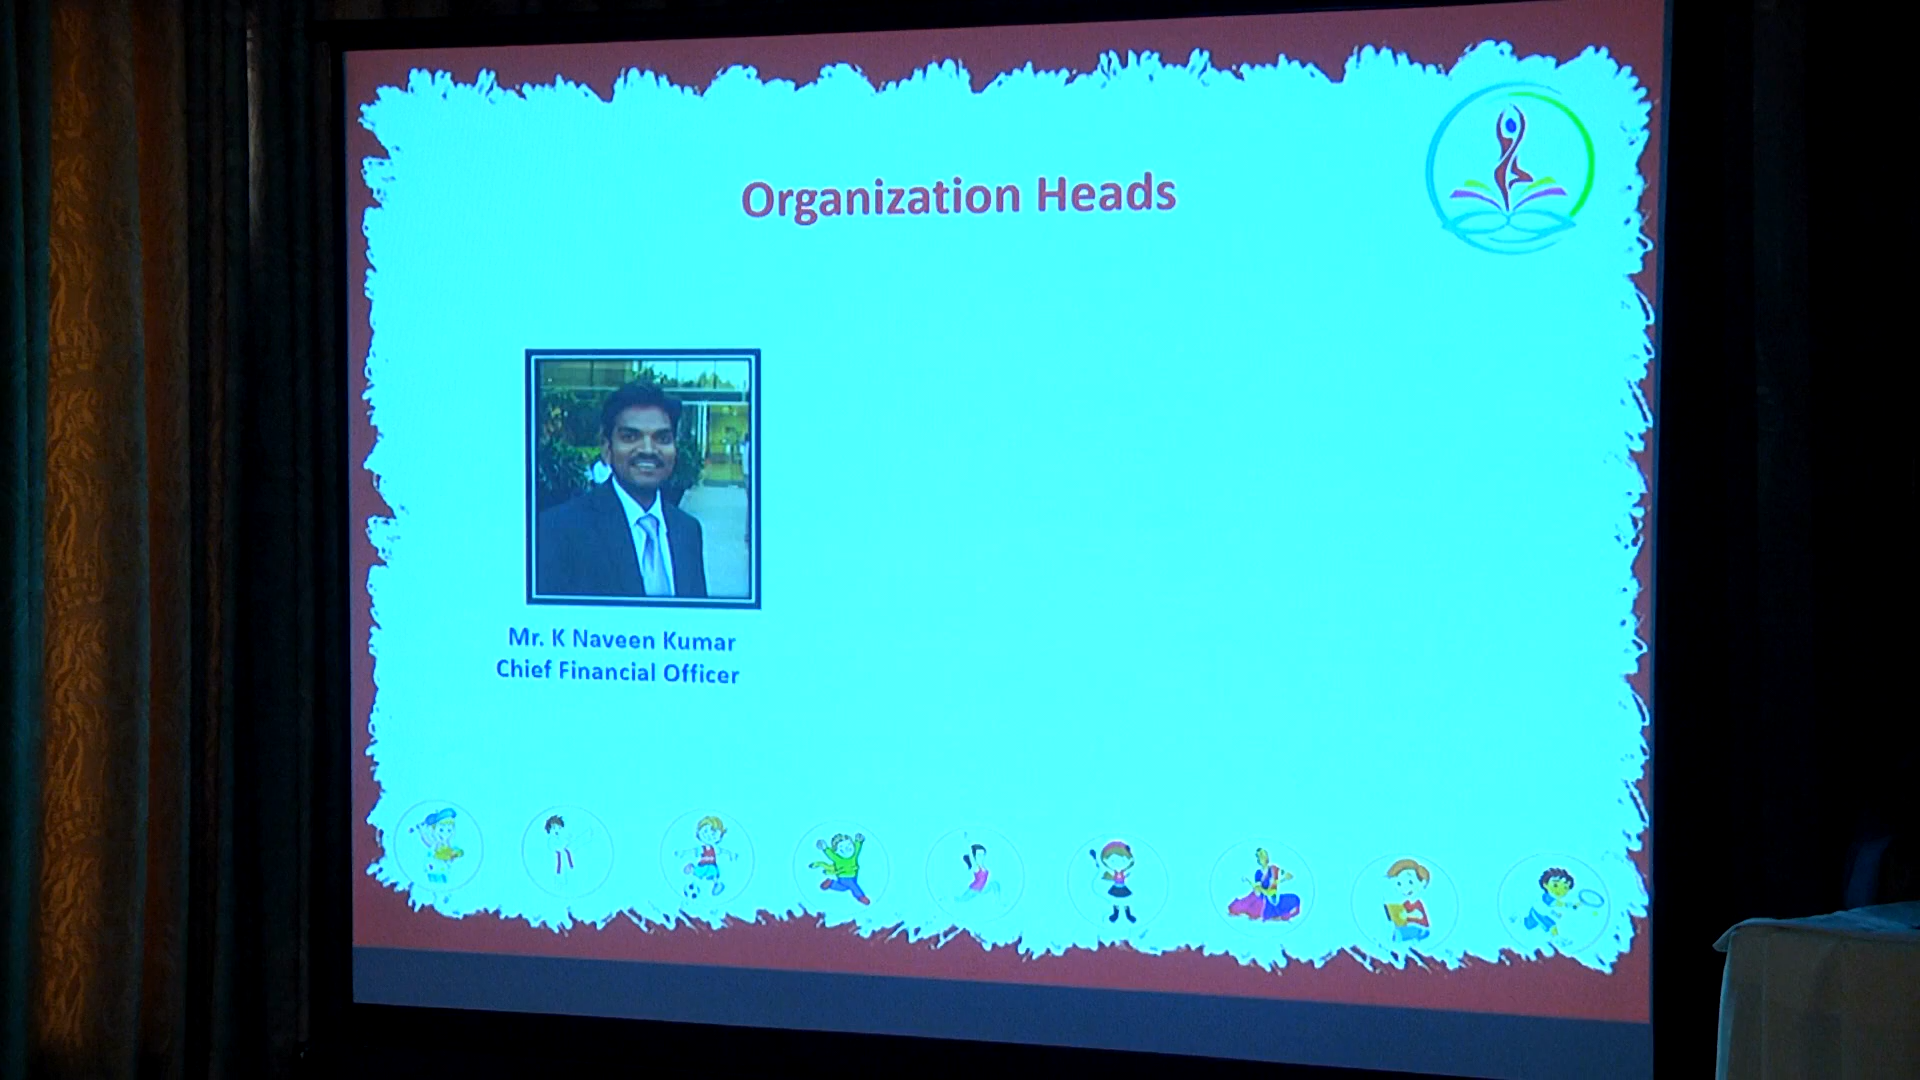 Organization Heads
Mr. K Naveen Kumar
Chief Financial Officer